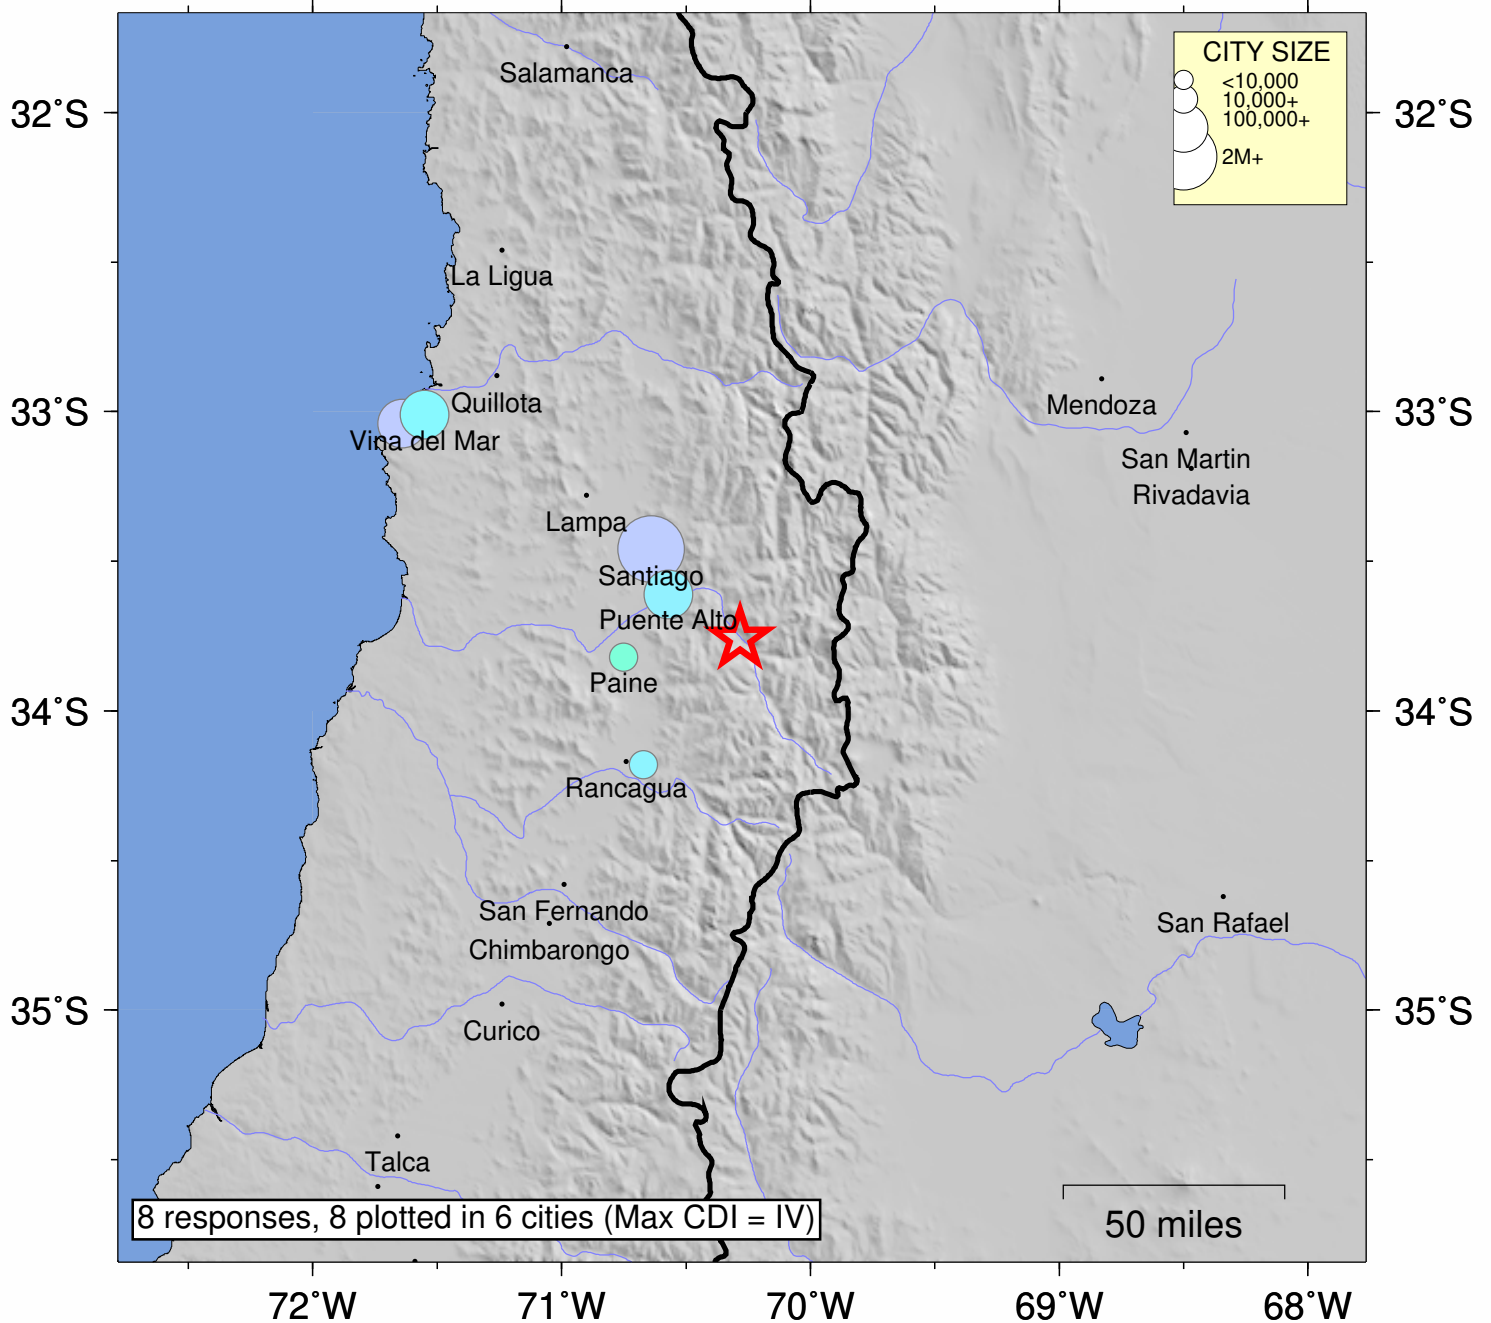 CITY SIZE
<10,000
10,000+
100,000+
2M+
Salamanca
32°S
32°S
La Ligua
Quillota
33°S
33°S
Mendoza
Vina del Mar
San Martin
Rivadavia
Lampa
Santiago
Puente Alto
Paine
34°S
34°S
Rancagua
San Fernando
San Rafael
Chimbarongo
35°S
35°S
Curico
Talca
8 responses, 8 plotted in 6 cities (Max CDI = IV)
50 miles
72°W
71°W
70°W
69°W
68°W